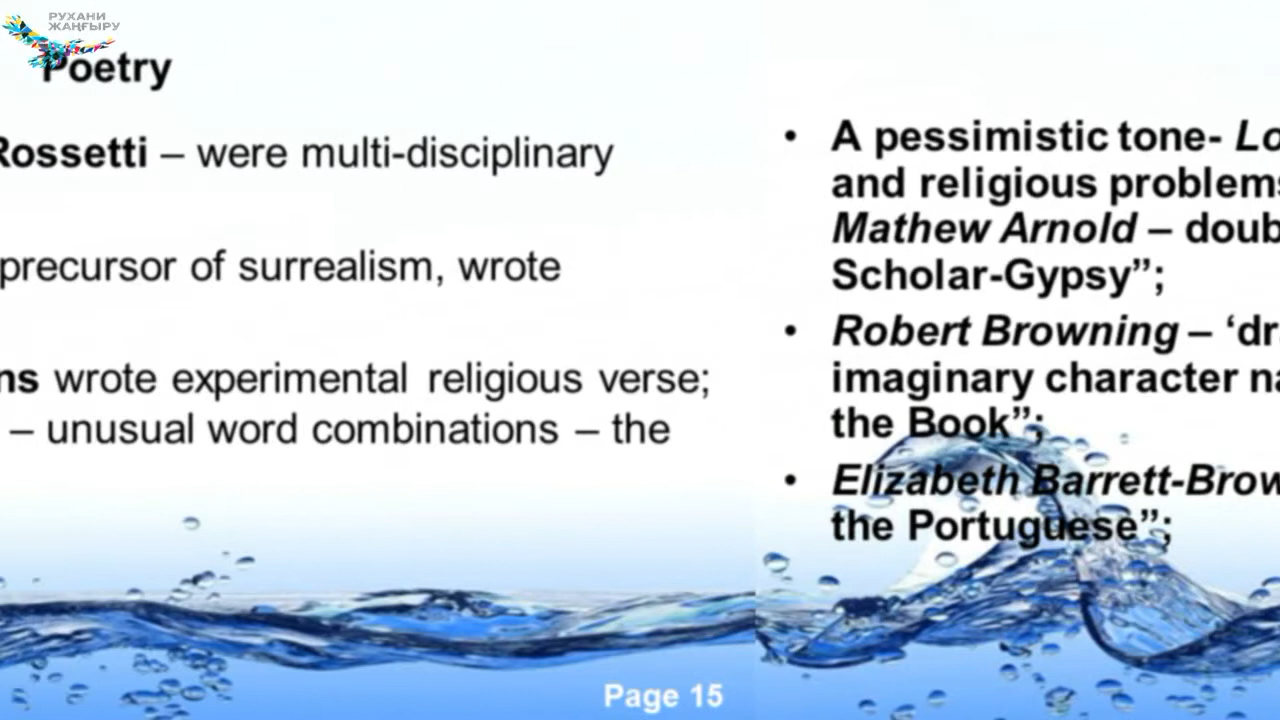 РУХАНИ
ЖАҢҒЫРУ
Poetry
Rossetti – were multi-disciplinary
precursor of surrealism, wrote
ns wrote experimental religious verse;
– unusual word combinations – the
Page 15
• A pessimistic tone- Lo
and religious problems
Mathew Arnold – doub
Scholar-Gypsy”;
• Robert Browning – ‘dr
imaginary character na
the Book”;
• Elizabeth Barrett-Brow
the Portuguese”;